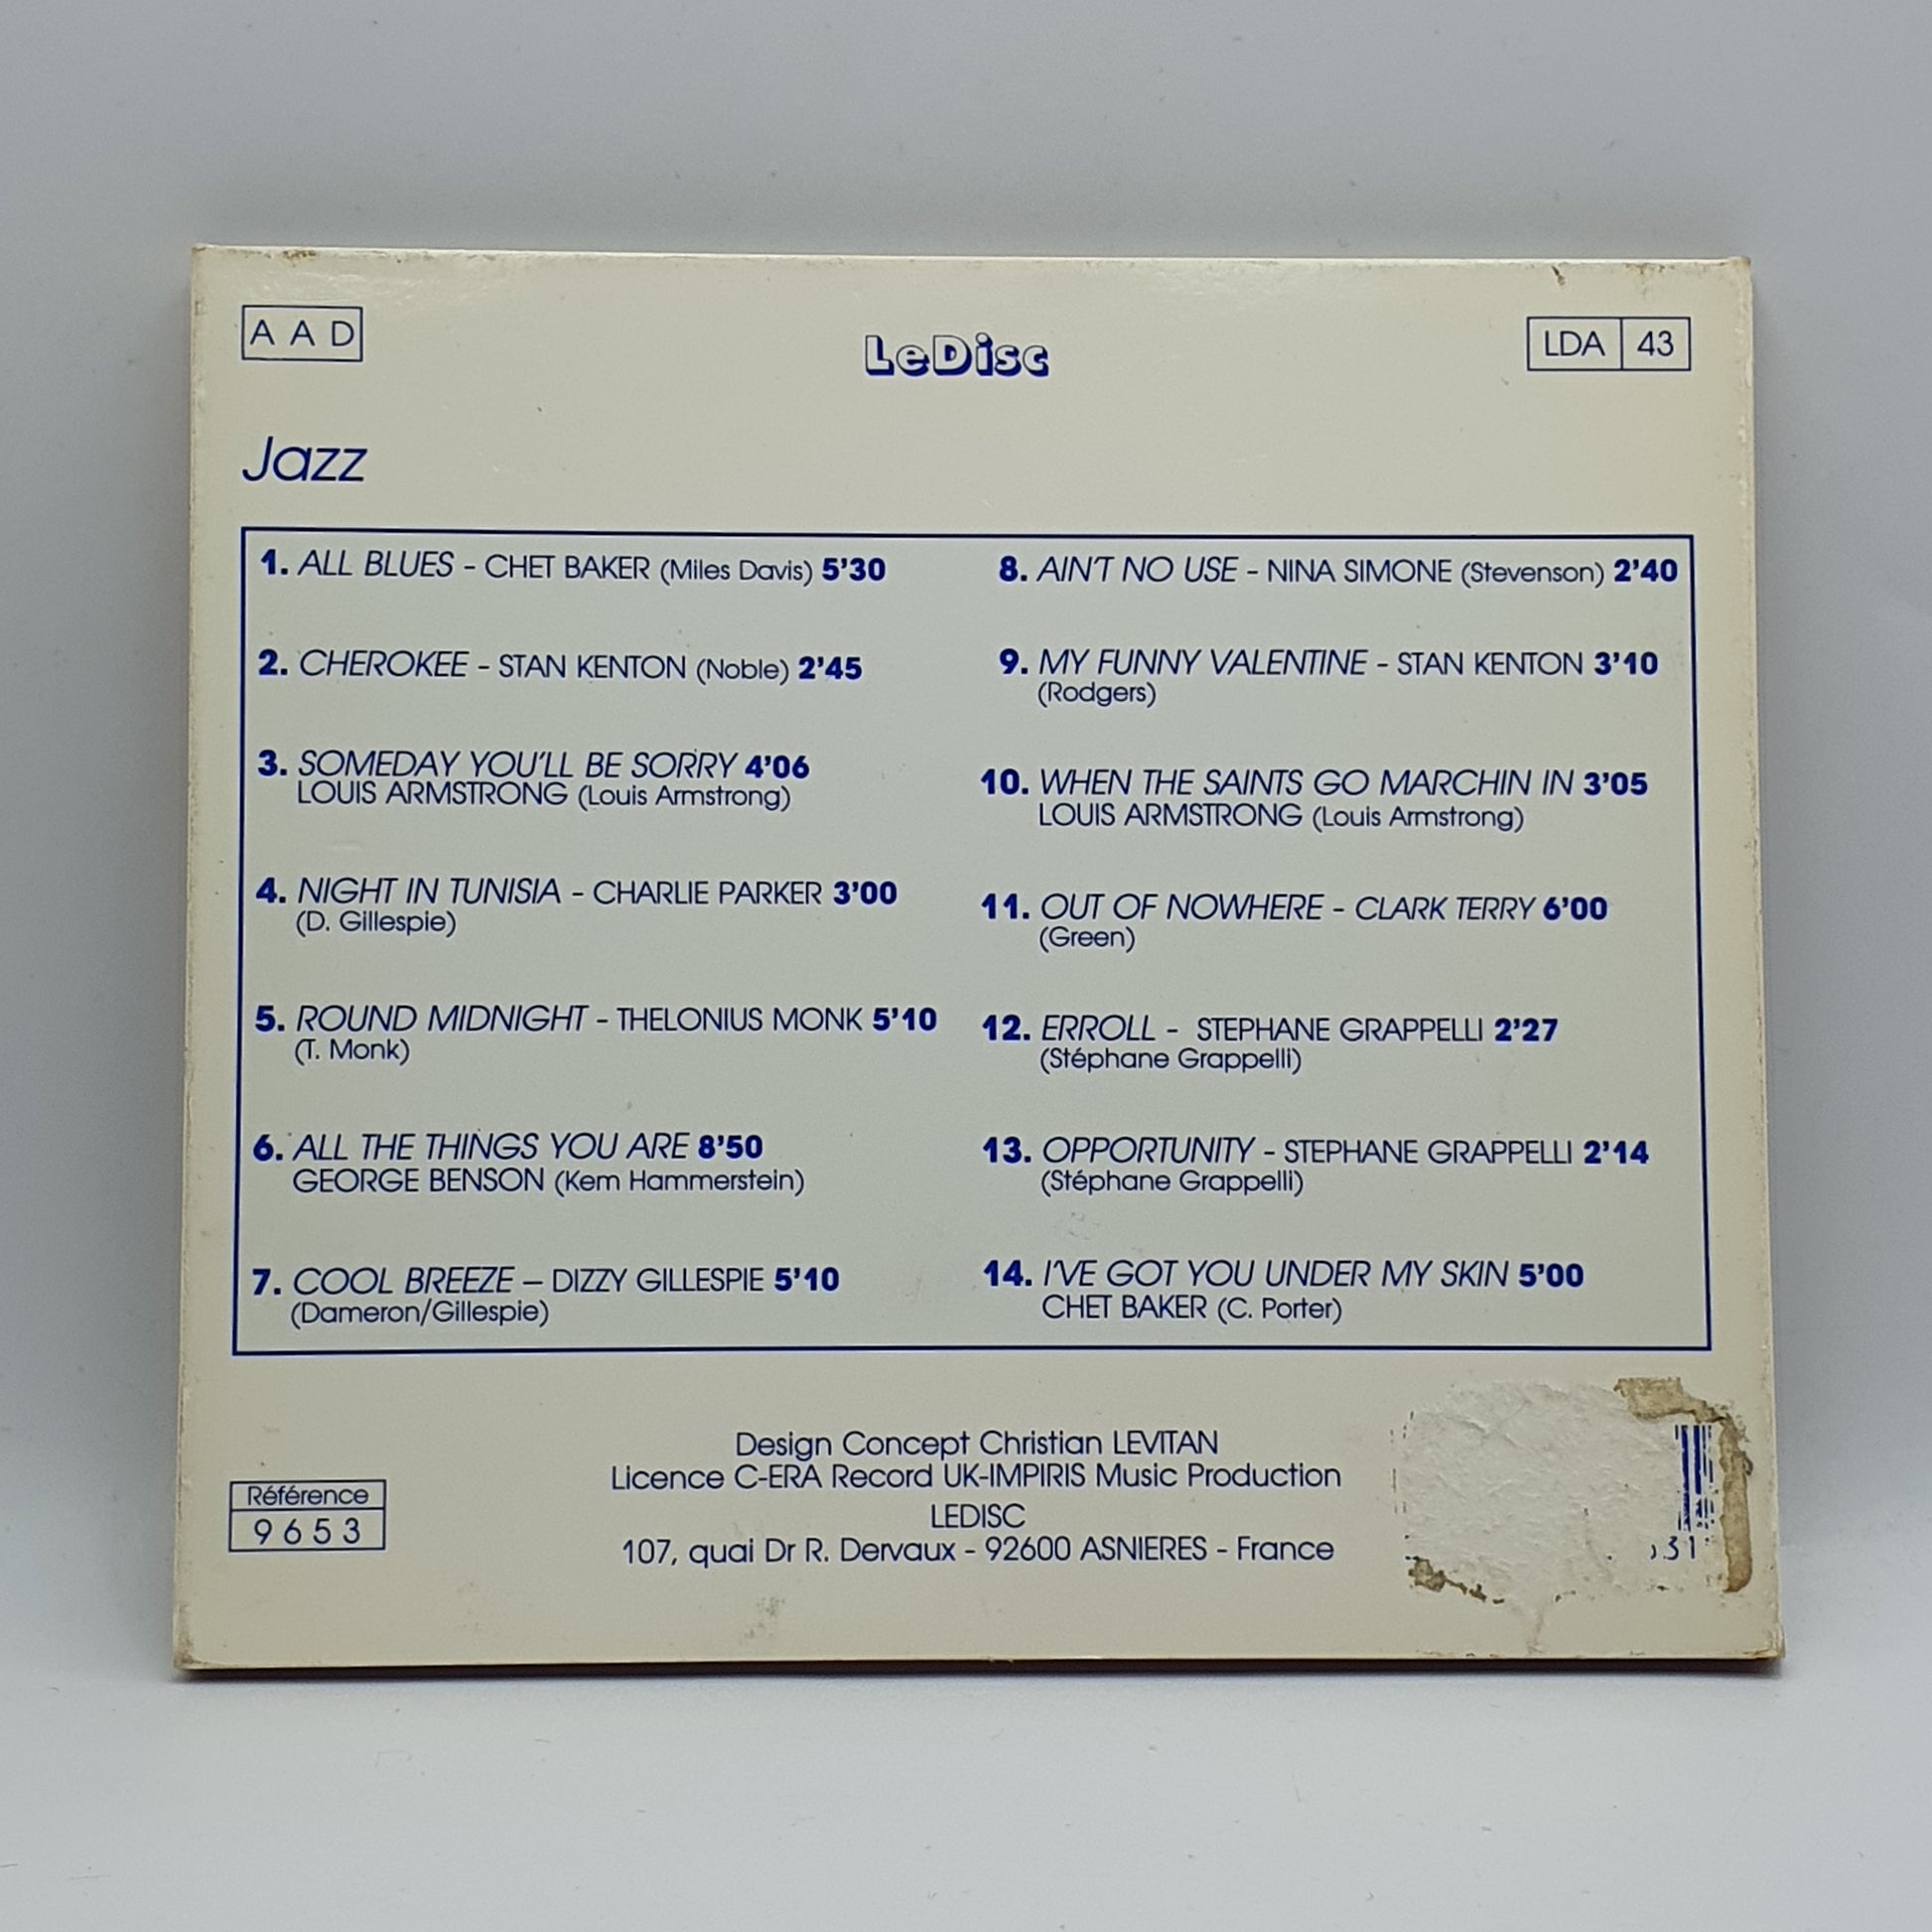 A A D
LeDisc
LDA 43
Jazz
1. ALL BLUES - CHET BAKER (Miles Davis) 5'30
2. CHEROKEE - STAN KENTON (Noble) 2'45
3. SOMEDAY YOU'LL BE SORRY 4'06
LOUIS ARMSTRONG (Louis Armstrong)
4. NIGHT IN TUNISIA - CHARLIE PARKER 3'00
(D. Gillespie)
5. ROUND MIDNIGHT - THELONIUS MONK 5'10
(T. Monk)
6. ALL THE THINGS YOU ARE 8'50
GEORGE BENSON (Kem Hammerstein)
7. COOL BREEZE – DIZZY GILLESPIE 5'10
(Dameron/Gillespie)
8. AIN'T NO USE - NINA SIMONE (Stevenson) 2'40
9. MY FUNNY VALENTINE - STAN KENTON 3'10
(Rodgers)
10. WHEN THE SAINTS GO MARCHIN IN 3'05
LOUIS ARMSTRONG (Louis Armstrong)
11. OUT OF NOWHERE - CLARK TERRY 6'00
(Green)
12. ERROLL - STEPHANE GRAPPELLI 2'27
(Stéphane Grappelli)
13. OPPORTUNITY - STEPHANE GRAPPELLI 2'14
(Stéphane Grappelli)
14. I'VE GOT YOU UNDER MY SKIN 5'00
CHET BAKER (C. Porter)
Design Concept Christian LEVITAN
Licence C-ERA Record UK-IMPIRIS Music Production
LEDISC
107, quai Dr R. Dervaux - 92600 ASNIERES - France
Référence
9653
31